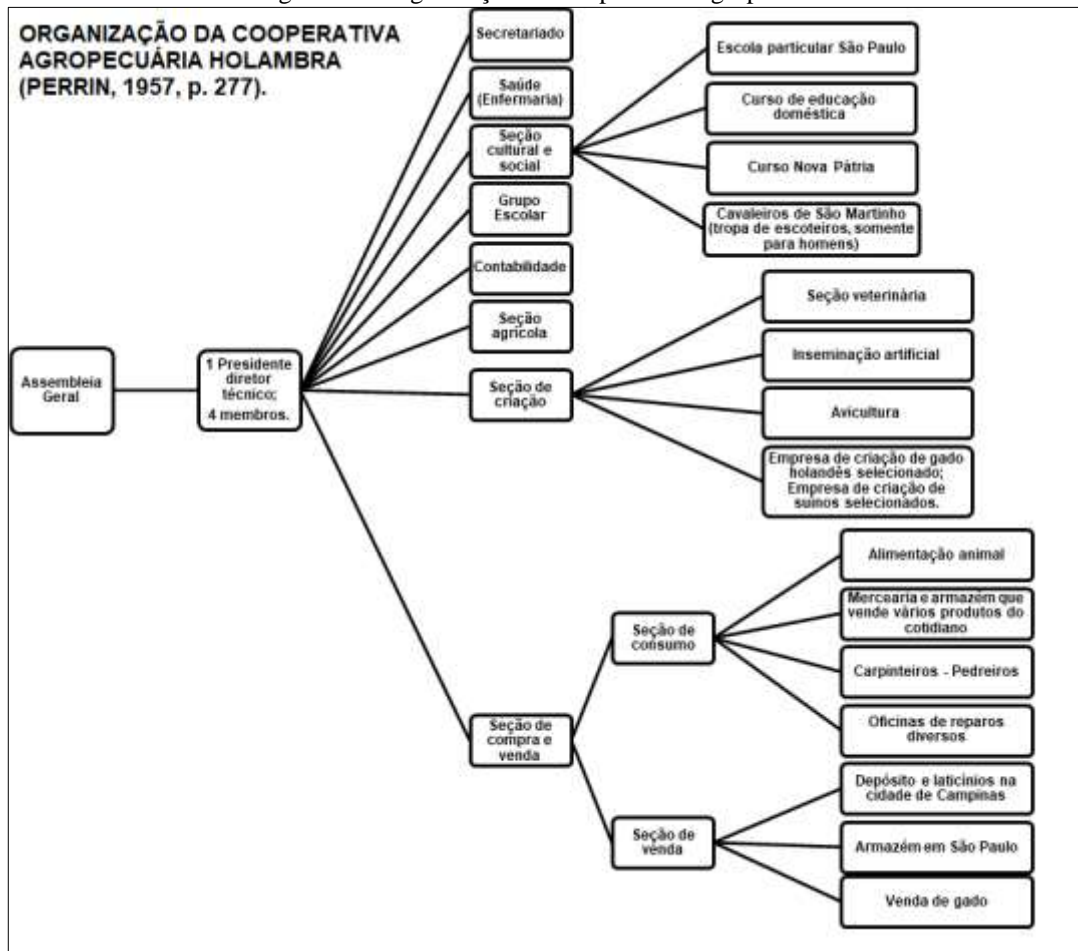 ORGANIZAÇÃO DA COOPERATIVA
AGROPECUÁRIA HOLAMBRA
(PERRIN, 1957, p. 277).
Assembleia
Geral
1 Presidente
diretor
técnico;
4 membros.
Secretariado
Saúde
(Enfermaria)
Seção
cultural e
social
Grupo
Escolar
Contabilidade
Seção
agrícola
Seção de
criação
Seção de
compra e
venda
Escola particular São Paulo
Curso de educação
doméstica
Curso Nova Pátria
Cavaleiros de São Martinho
(tropa de escoteiros, somente
para homens)
Seção veterinária
Inseminação artificial
Avicultura
Empresa de criação de gado
holandês selecionado;
Empresa de criação de
suínos selecionados.
Seção de
consumo
Seção de
venda
Alimentação animal
Mercearia e armazém que
vende vários produtos do
cotidiano
Carpinteiros - Pedreiros
Oficinas de reparos
diversos
Depósito e laticínios na
cidade de Campinas
Armazém em São Paulo
Venda de gado